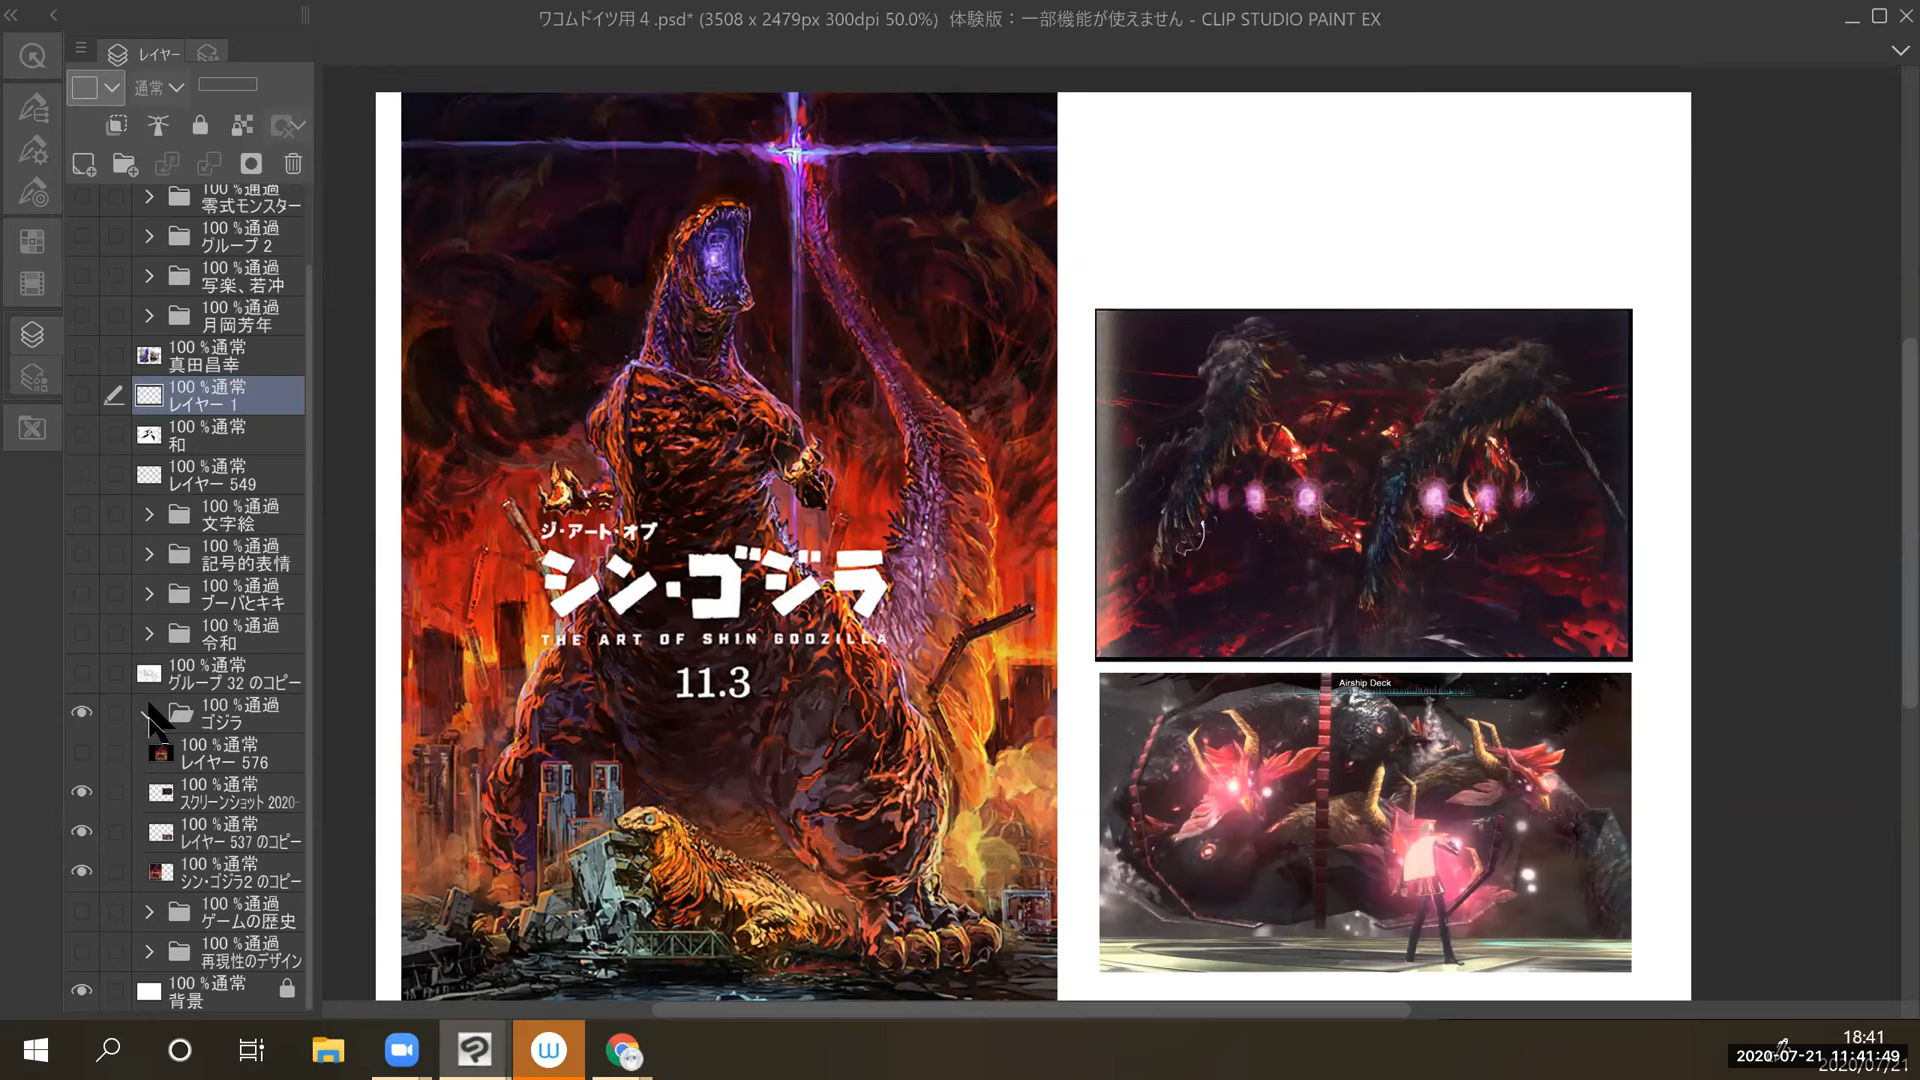 ワコムドイツ用４.psd* (3508 x 2479px 300dpi 50.0%)  体験版：一部機能が使えません - CLIP STUDIO PAINT EX
レイヤー
通常
100 %通過
零式モンスター
100 %通過
グループ 2
100 %通過
写楽、若冲
100 %通過
月岡芳年
100 %通常
真田昌幸
100 %通常
レイヤー 1
100 %通常
和
100 %通常
レイヤー 549
100 %通過
文字絵
100 %通過
記号的表情
100 %通過
ブーバとキキ
100 %通過
令和
100 %通常
グループ 32 のコピー
100 %通過
ゴジラ
100 %通常
レイヤー 576
100 %通常
スクリーンショット 2020-
100 %通常
レイヤー 537 のコピー
100 %通常
シン・ゴジラ2 のコピー
100 %通過
ゲームの歴史
100 %通過
再現性のデザイン
100 %通常
背景
ジ・アート・オブ
シン・ゴジラ
THE ART OF SHIN GODZILLA
11.3
Airship Deck
18:41
2020-07-21 11:41:49
2020/07/21